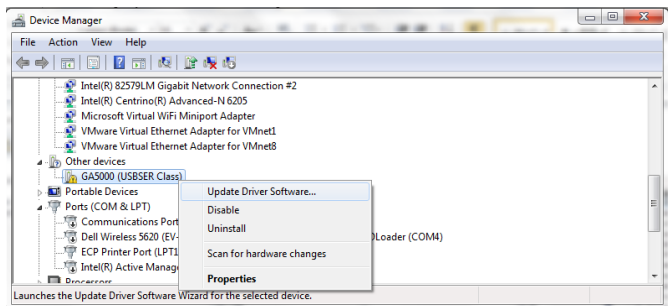 Device Manager
File Action View Help
Intel(R) 82579LM Gigabit Network Connection #2
Intel(R) Centrino(R) Advanced-N 6205
Microsoft Virtual WiFi Miniport Adapter
VMware Virtual Ethernet Adapter for VMnet1
VMware Virtual Ethernet Adapter for VMnet8
Other devices
GA5000 (USBSER Class)
Portable Devices
Update Driver Software...
Ports (COM & LPT)
Disable
Communications Port
Uninstall
Dell Wireless 5620 (EV- DLoader (COM4)
ECP Printer Port (LPT1
Scan for hardware changes
Intel(R) Active Manag
Properties
Processors
Launches the Update Driver Software Wizard for the selected device.